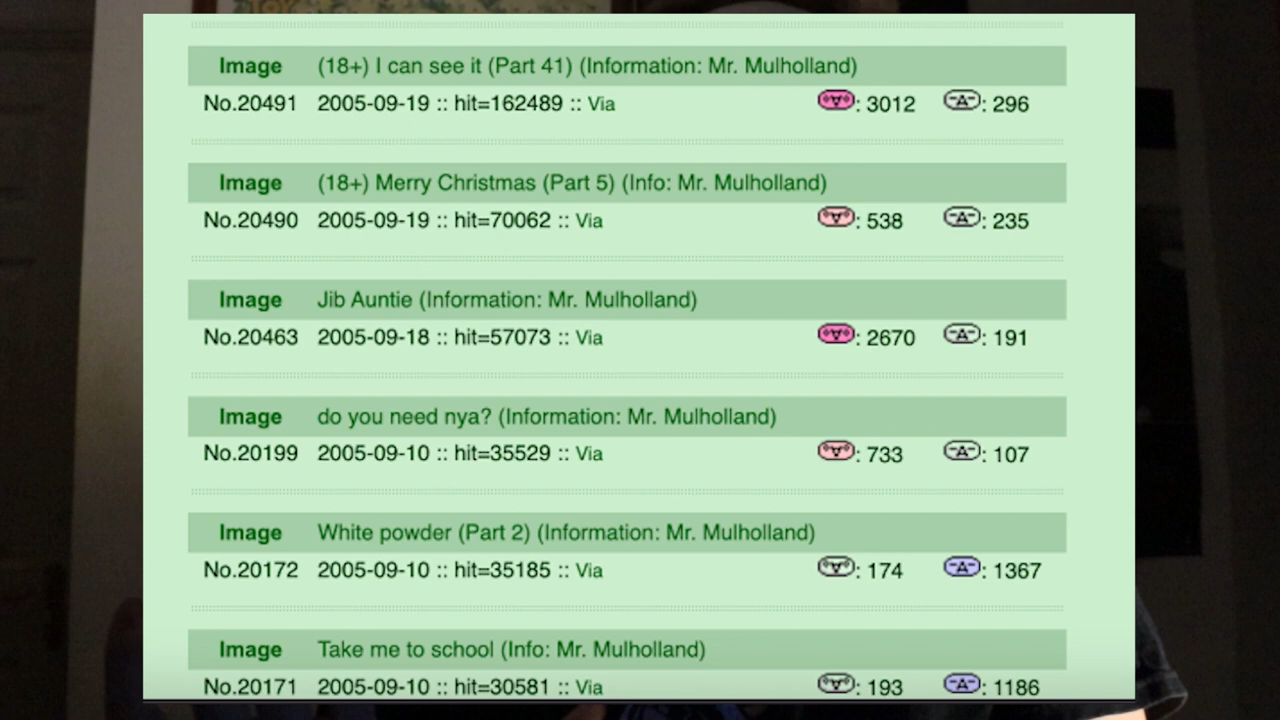 Image (18+) I can see it (Part 41) (Information: Mr. Mulholland)
No.20491 2005-09-19 :: hit=162489 :: Via : 3012 : 296
Image (18+) Merry Christmas (Part 5) (Info: Mr. Mulholland)
No.20490 2005-09-19 :: hit=70062 :: Via : 538 : 235
Image Jib Auntie (Information: Mr. Mulholland)
No.20463 2005-09-18 :: hit=57073 :: Via : 2670 : 191
Image do you need nya? (Information: Mr. Mulholland)
No.20199 2005-09-10 :: hit=35529 :: Via : 733 : 107
Image White powder (Part 2) (Information: Mr. Mulholland)
No.20172 2005-09-10 :: hit=35185 :: Via : 174 : 1367
Image Take me to school (Info: Mr. Mulholland)
No.20171 2005-09-10 :: hit=30581 :: Via : 193 : 1186